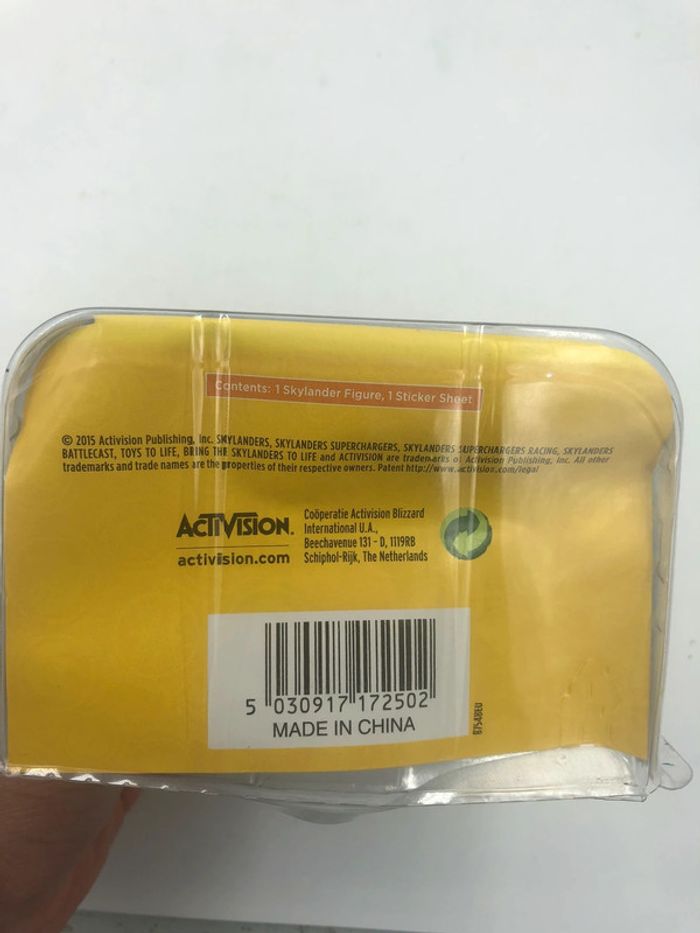 Contents: 1 Skylander Figure, 1 Sticker Sheet
© 2015 Activision Publishing, Inc. SKYLANDERS, SKYLANDERS SUPERCHARGERS, SKYLANDERS SUPERCHARGERS RACING, SKYLANDERS
BATTLECAST, TOYS TO LIFE, BRING THE SKYLANDERS TO LIFE and ACTIVISION are trademarks of Activision Publishing, Inc. All other
trademarks and trade names are the properties of their respective owners. Patent http://www.activision.com/legal
ACTIVISION.
activision.com
Coöperatie Activision Blizzard
International U.A.,
Beechavenue 131 - D, 1119RB
Schiphol-Rijk, The Netherlands
5 030917 172502
MADE IN CHINA
87548EU